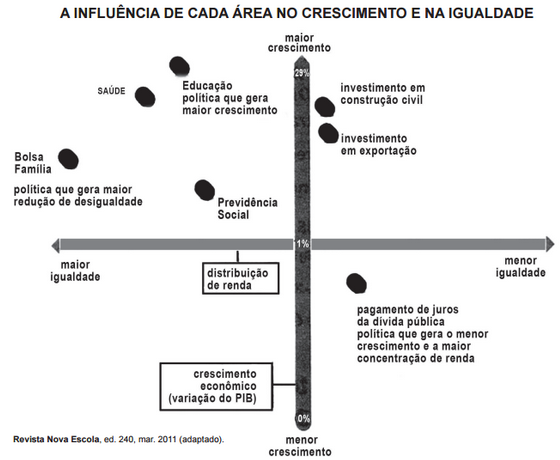 A INFLUÊNCIA DE CADA ÁREA NO CRESCIMENTO E NA IGUALDADE
maior
crescimento
29%
SAÚDE
Educação
política que gera
maior crescimento
investimento em
construção civil
investimento
em exportação
Bolsa
Família
política que gera maior
redução de desigualdade
Previdência
Social
1%
maior
igualdade
menor
igualdade
distribuição
de renda
pagamento de juros
da dívida pública
política que gera o menor
crescimento e a maior
concentração de renda
crescimento
econômico
(variação do PIB)
0%
menor
crescimento
Revista Nova Escola, ed. 240, mar. 2011 (adaptado).